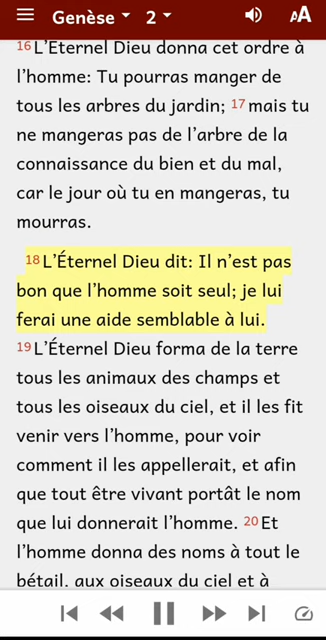 Genèse 2 AA
16 L’Éternel Dieu donna cet ordre à
l’homme: Tu pourras manger de
tous les arbres du jardin; 17 mais tu
ne mangeras pas de l’arbre de la
connaissance du bien et du mal,
car le jour où tu en mangeras, tu
mourras.
18 L’Éternel Dieu dit: Il n’est pas
bon que l’homme soit seul; je lui
ferai une aide semblable à lui.
19 L’Éternel Dieu forma de la terre
tous les animaux des champs et
tous les oiseaux du ciel, et il les fit
venir vers l’homme, pour voir
comment il les appellerait, et afin
que tout être vivant portât le nom
que lui donnerait l’homme. 20 Et
l’homme donna des noms à tout le
bétail, aux oiseaux du ciel et à